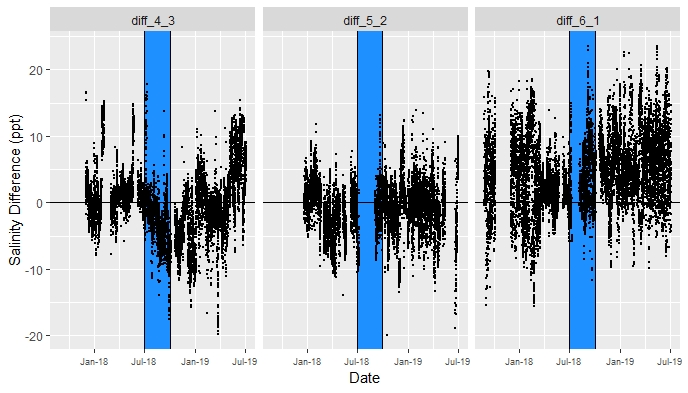 diff_4_3 diff_5_2 diff_6_1
Salinity Difference (ppt)
20
10
0
-10
-20
Jan-18 Jul-18 Jan-19 Jul-19 Jan-18 Jul-18 Jan-19 Jul-19 Jan-18 Jul-18 Jan-19 Jul-19
Date